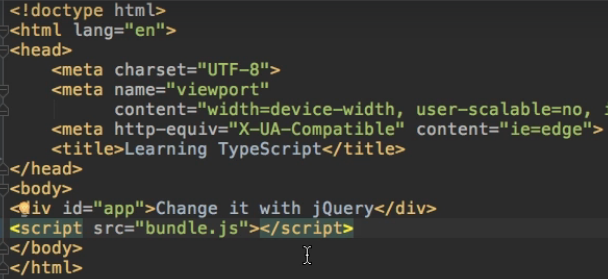 <!doctype html>
<html lang="en">
<head>
    <meta charset="UTF-8">
    <meta name="viewport"
          content="width=device-width, user-scalable=no,
    <meta http-equiv="X-UA-Compatible" content="ie=edge">
    <title>Learning TypeScript</title>
</head>
<body>
<div id="app">Change it with jQuery</div>
<script src="bundle.js"></script>
</body>
</html>